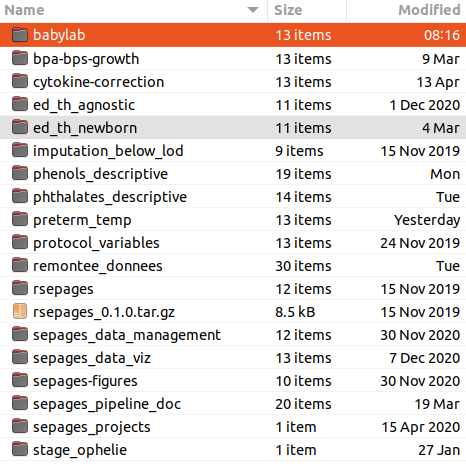 Name Size Modified
babylab 13 items 08:16
bpa-bps-growth 13 items 9 Mar
cytokine-correction 13 items 13 Apr
ed_th_agnostic 11 items 1 Dec 2020
ed_th_newborn 11 items 4 Mar
imputation_below_lod 9 items 15 Nov 2019
phenols_descriptive 19 items Mon
phthalates_descriptive 14 items Tue
preterm_temp 13 items Yesterday
protocol_variables 13 items 24 Nov 2019
remontee_donnees 30 items Tue
rsepages 12 items 15 Nov 2019
rsepages_0.1.0.tar.gz 8.5 kB 15 Nov 2019
sepages_data_management 12 items 30 Nov 2020
sepages_data_viz 13 items 7 Dec 2020
sepages-figures 10 items 30 Nov 2020
sepages_pipeline_doc 20 items 19 Mar
sepages_projects 1 item 15 Apr 2020
stage_ophelie 1 item 27 Jan